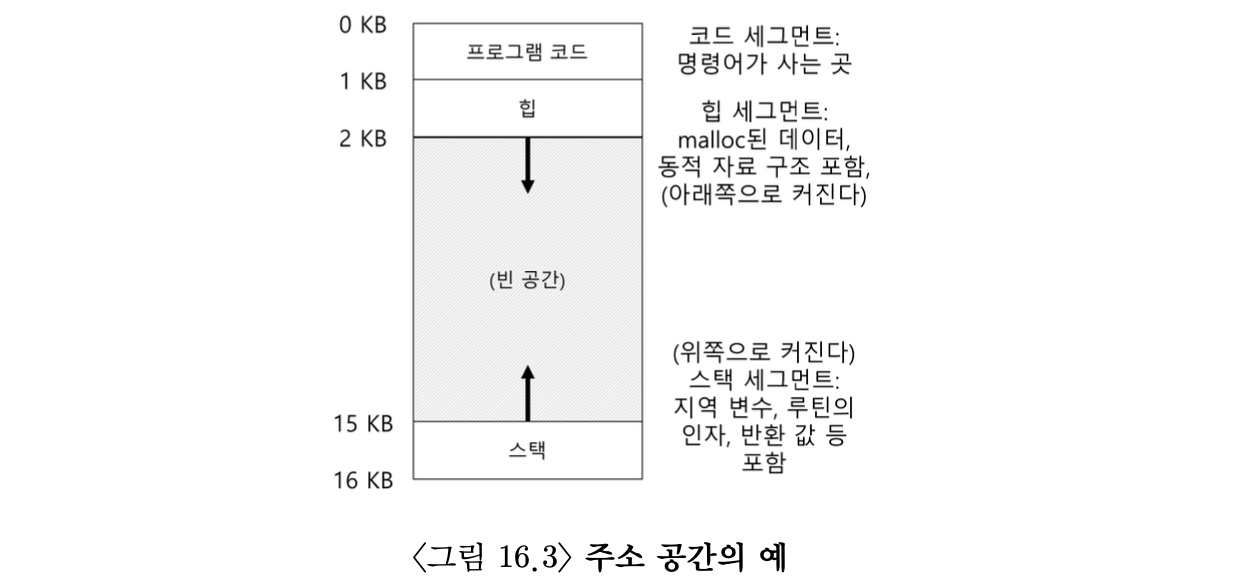 0 KB
프로그램 코드
코드 세그먼트:
명령어가 사는 곳
1 KB
힙
힙 세그먼트:
malloc된 데이터,
동적 자료 구조 포함,
(아래쪽으로 커진다)
2 KB
(빈 공간)
(위쪽으로 커진다)
스택 세그먼트:
지역 변수, 루틴의
인자, 반환 값 등
포함
15 KB
스택
16 KB
〈그림 16.3〉 주소 공간의 예